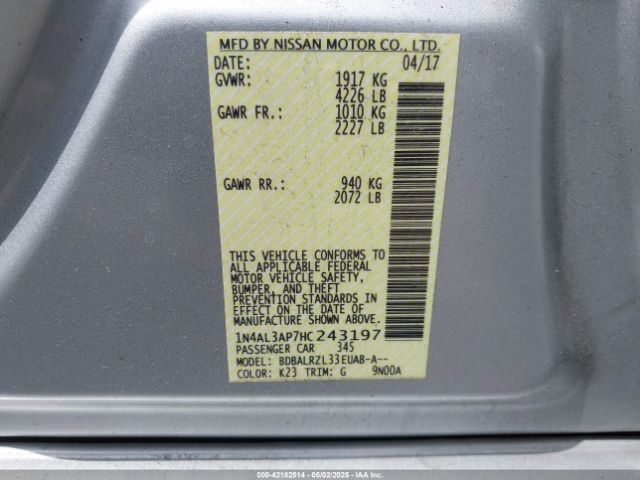 MFD BY NISSAN MOTOR CO., LTD.
DATE: 04/17
GVWR: 1917 KG
4226 LB
GAWR FR.: 1010 KG
2227 LB
GAWR RR.: 940 KG
2072 LB
THIS VEHICLE CONFORMS TO
ALL APPLICABLE FEDERAL
MOTOR VEHICLE SAFETY,
BUMPER, AND THEFT
PREVENTION STANDARDS IN
EFFECT ON THE DATE OF
MANUFACTURE SHOWN ABOVE.
1N4AL3AP7HC243197
PASSENGER CAR 345
MODEL: BDBALRZL33EUAB-A--
COLOR: K23 TRIM: G 9N00A
000-42182514 - 05/02/2025 - IAA Inc.